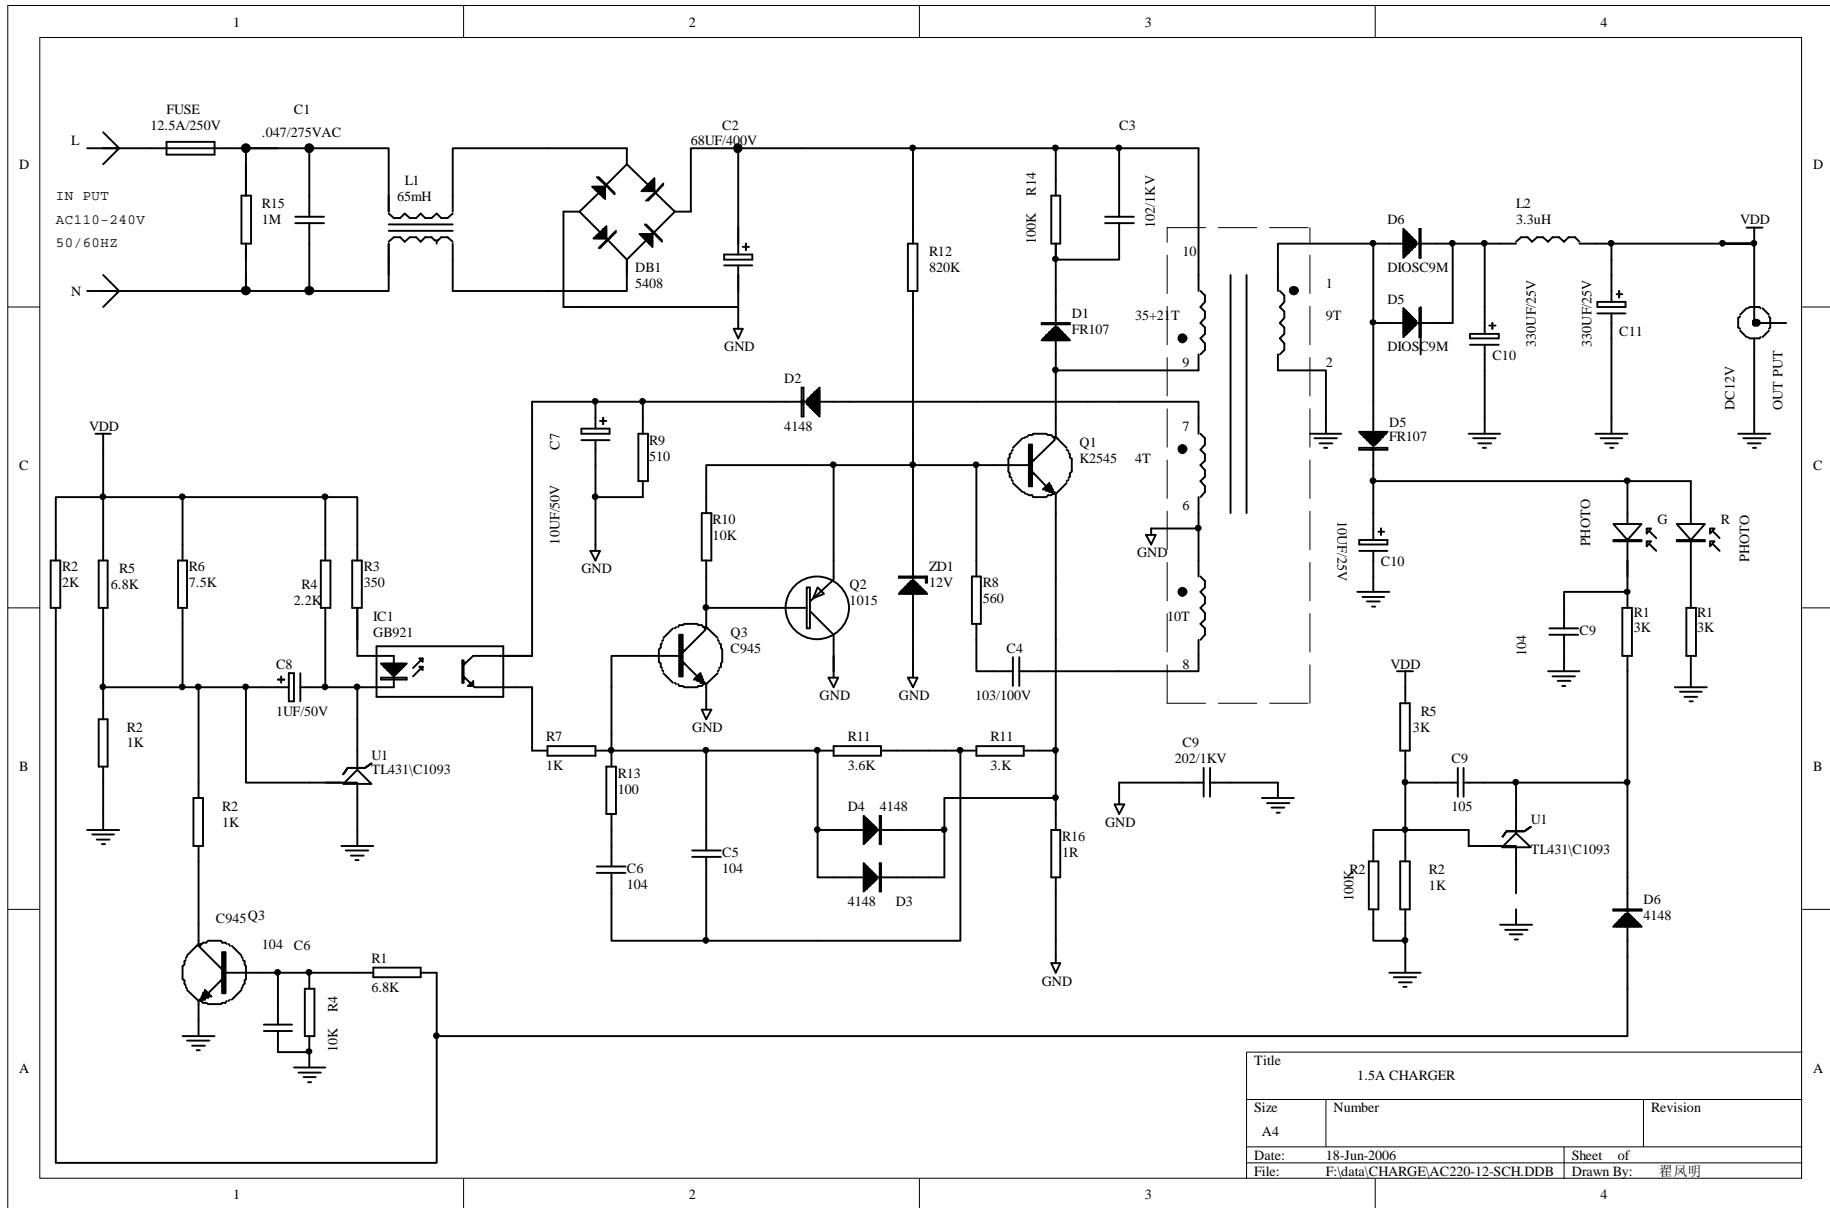 1
2
3
4
D
D
C
C
B
B
A
A
1
2
3
4
FUSE
12.5A/250V
C1
.047/275VAC
L
N
IN PUT
AC110-240V
50/60HZ
R15
1M
L1
65mH
DB1
5408
C2
68UF/400V
GND
R12
820K
R14
100K
C3
102/1KV
D1
FR107
10
35+21T
9
7
4T
6
GND
10T
8
1
9T
2
D6
DIOSC9M
D5
DIOSC9M
L2
3.3uH
VDD
330UF/25V
C10
330UF/25V
C11
DC12V
OUT PUT
D5
FR107
10UF/25V
C10
PHOTO
G
R
PHOTO
R1
3K
R1
3K
C9
104
D2
4148
C7
10UF/50V
R9
510
GND
Q1
K2545
R10
10K
Q2
1015
GND
ZD1
12V
GND
R8
560
C4
103/100V
Q3
C945
GND
VDD
R2
2K
R5
6.8K
R6
7.5K
R4
2.2K
R3
350
IC1
GB921
C8
1UF/50V
R2
1K
R2
1K
U1
TL431\C1093
R7
1K
R13
100
C6
104
C5
104
R11
3.6K
R11
3.K
D4
4148
4148
D3
R16
1R
GND
C9
202/1KV
GND
VDD
R5
3K
C9
105
U1
TL431\C1093
R2
100K
R2
1K
D6
4148
C945
Q3
104
C6
R4
10K
R1
6.8K
Title
1.5A CHARGER
Size
Number
Revision
A4
Date:
18-Jun-2006
Sheet of
File:
F:\data\CHARGE\AC220-12-SCH.DDB
Drawn By:
翟凤明